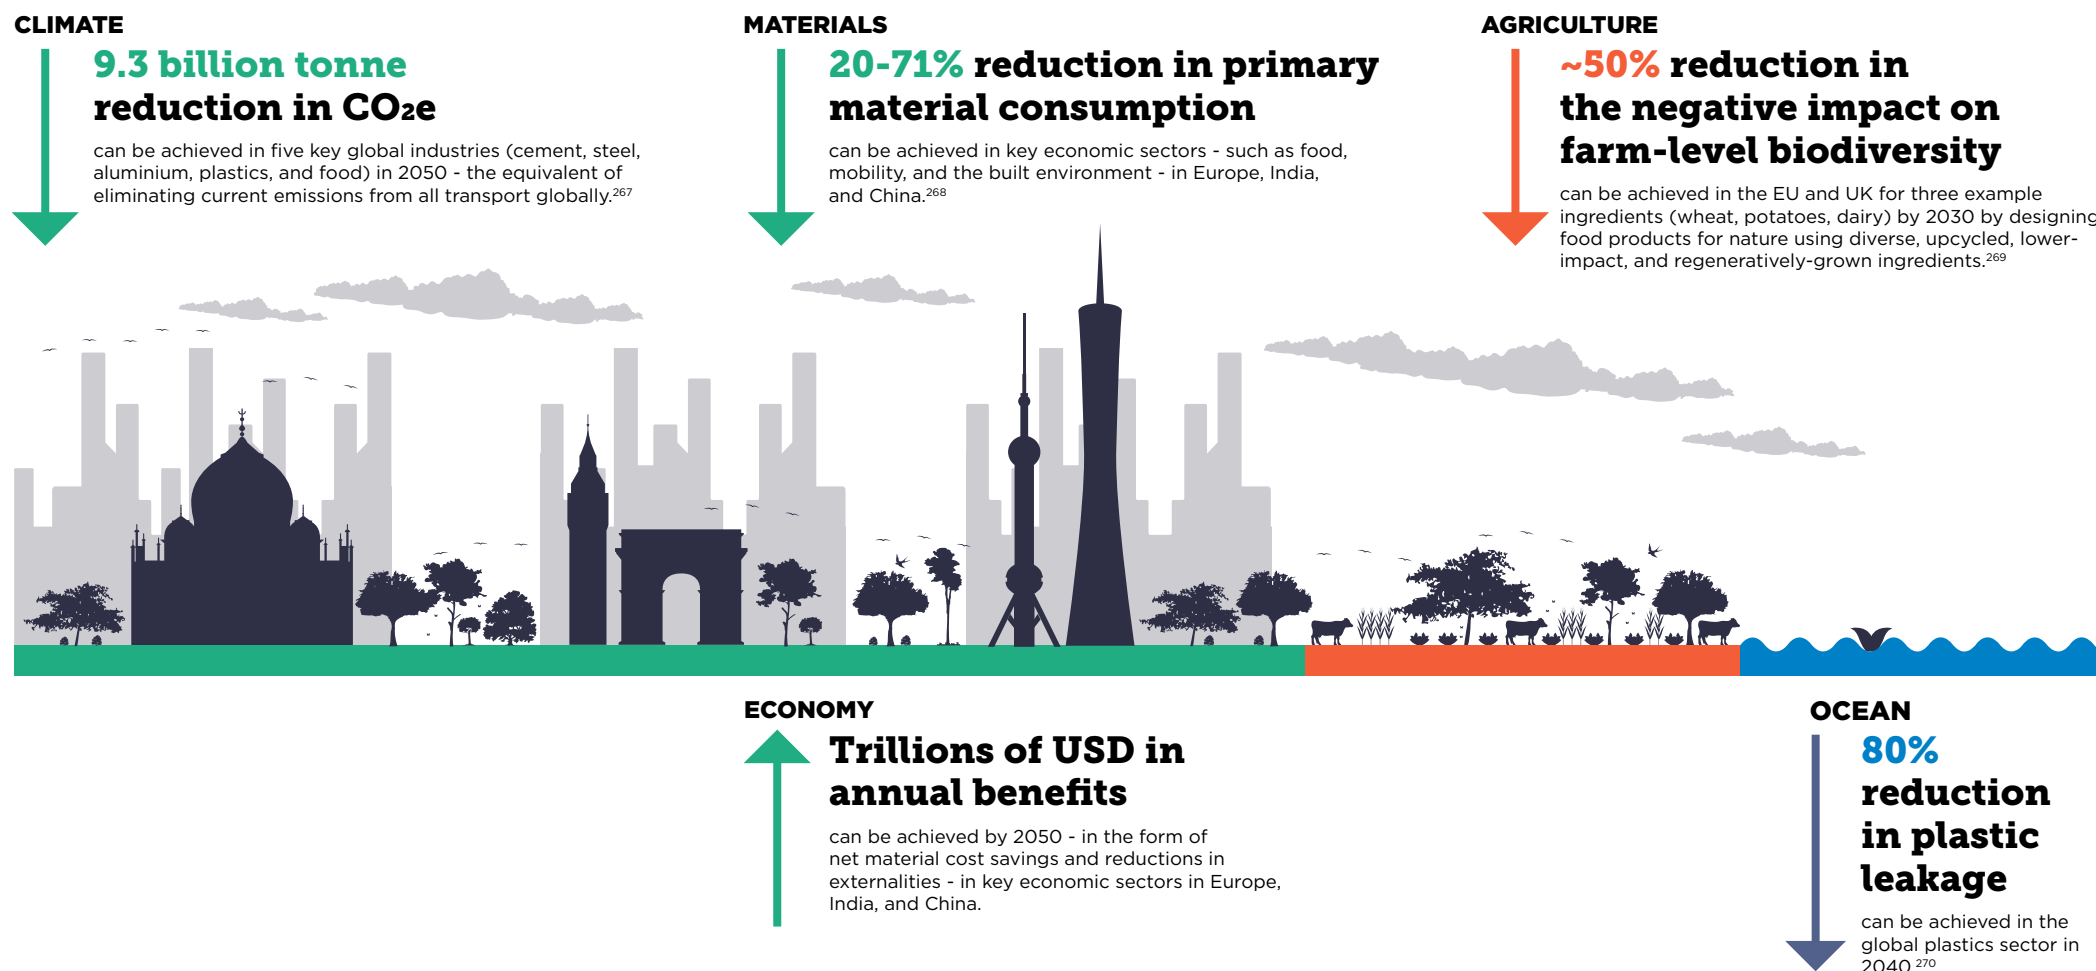 CLIMATE
9.3 billion tonne
reduction in CO₂e
can be achieved in five key global industries (cement, steel,
aluminium, plastics, and food) in 2050 - the equivalent of
eliminating current emissions from all transport globally.²⁶⁷
MATERIALS
20-71% reduction in primary
material consumption
can be achieved in key economic sectors - such as food,
mobility, and the built environment - in Europe, India,
and China.²⁶⁸
AGRICULTURE
~50% reduction in
the negative impact on
farm-level biodiversity
can be achieved in the EU and UK for three example
ingredients (wheat, potatoes, dairy) by 2030 by designing
food products for nature using diverse, upcycled, lower-
impact, and regeneratively-grown ingredients.²⁶⁹
ECONOMY
Trillions of USD in
annual benefits
can be achieved by 2050 - in the form of
net material cost savings and reductions in
externalities - in key economic sectors in Europe,
India, and China.
OCEAN
80%
reduction
in plastic
leakage
can be achieved in the
global plastics sector in
2040.²⁷⁰